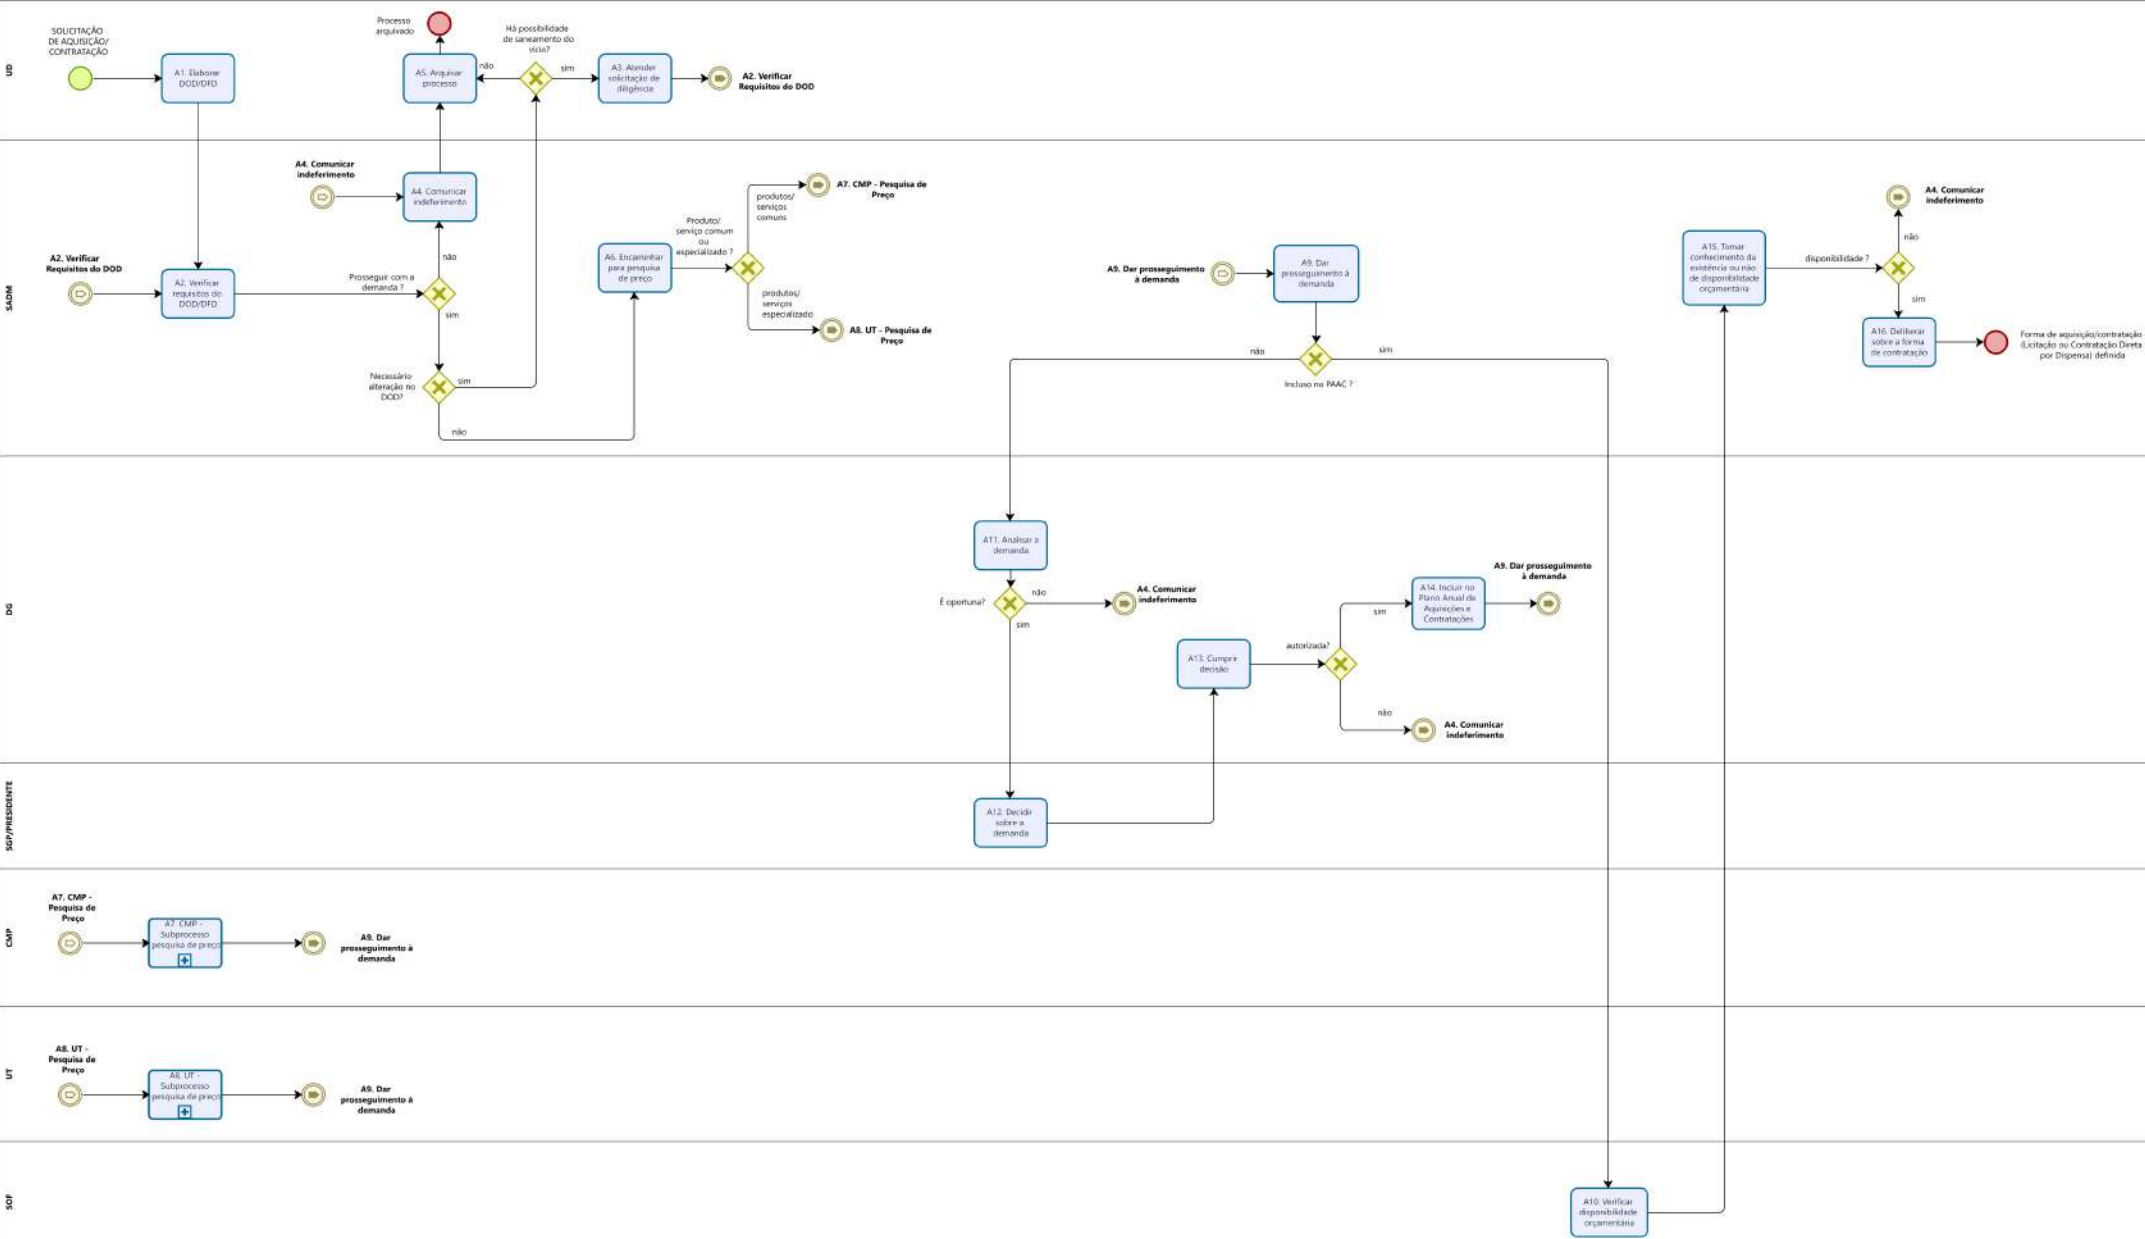 UD
SOLICITAÇÃO
DE AQUISIÇÃO/
CONTRATAÇÃO
A1. Elaborar
DOD/DFD
Processo
arquivado
A5. Arquivar
processo
não
Há possibilidade
de saneamento do
vício?
sim
A3. Atender
solicitação de
diligência
A2. Verificar
Requisitos do DOD
SADM
A4. Comunicar
indeferimento
A4. Comunicar
indeferimento
não
A2. Verificar
Requisitos do DOD
A2. Verificar
requisitos do
DOD/DFD
Prosseguir com a
demanda ?
sim
Necessário
alteração no
DOD?
sim
não
A6. Encaminhar
para pesquisa
de preço
Produto/
serviço comum
ou
especializado ?
produtos/
serviços
comuns
A7. CMP - Pesquisa de
Preço
produtos/
serviços
especializado
A8. UT - Pesquisa de
Preço
A9. Dar prosseguimento
à demanda
A9. Dar
prosseguimento à
demanda
não
sim
Incluso no PAAC ?
A15. Tomar
conhecimento da
existência ou não
de disponibilidade
orçamentária
disponibilidade ?
não
A4. Comunicar
indeferimento
sim
A16. Deliberar
sobre a forma
de contratação
Forma de aquisição/contratação
(Licitação ou Contratação Direta
por Dispensa) definida
DG
A11. Analisar a
demanda
É oportuna?
não
A4. Comunicar
indeferimento
sim
A13. Cumprir
decisão
autorizada?
sim
A14. Incluir no
Plano Anual de
Aquisições e
Contratações
A9. Dar prosseguimento
à demanda
não
A4. Comunicar
indeferimento
SGP/PRESIDENTE
A12. Decidir
sobre a
demanda
CMP
A7. CMP -
Pesquisa de
Preço
A7. CMP -
Subprocesso
pesquisa de preço
A9. Dar
prosseguimento à
demanda
UT
A8. UT -
Pesquisa de
Preço
A8. UT -
Subprocesso
pesquisa de preço
A9. Dar
prosseguimento à
demanda
SOF
A10. Verificar
disponibilidade
orçamentária